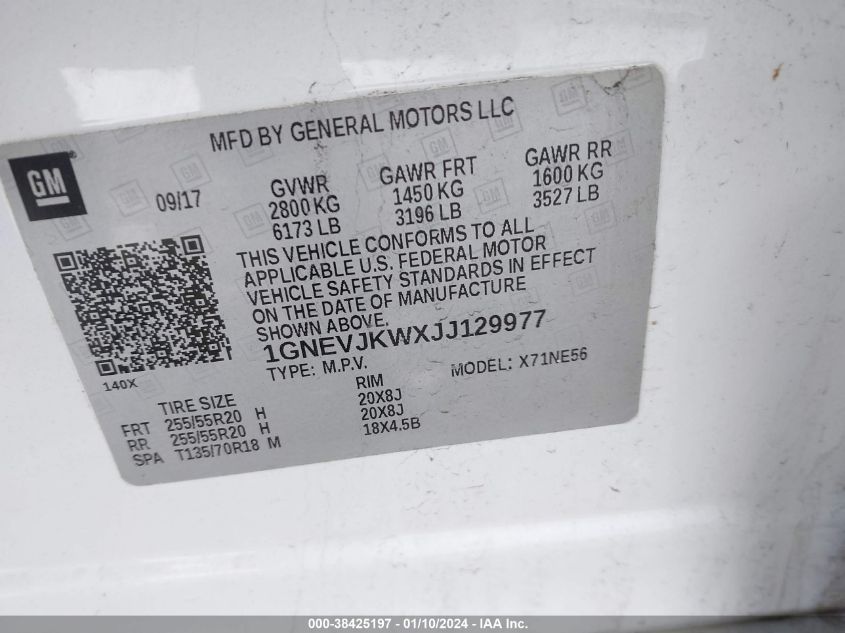 MFD BY GENERAL MOTORS LLC
GM
®
09/17
GVWR
2800 KG
6173 LB
GAWR FRT
1450 KG
3196 LB
GAWR RR
1600 KG
3527 LB
THIS VEHICLE CONFORMS TO ALL
APPLICABLE U.S. FEDERAL MOTOR
VEHICLE SAFETY STANDARDS IN EFFECT
ON THE DATE OF MANUFACTURE
SHOWN ABOVE.
1GNEVJKWXJJ129977
140X
TYPE: M.P.V.
MODEL: X71NE56
TIRE SIZE
RIM
FRT 255/55R20 H 20X8J
RR 255/55R20 H 20X8J
SPA T135/70R18 M 18X4.5B
000-38425197 - 01/10/2024 - IAA Inc.